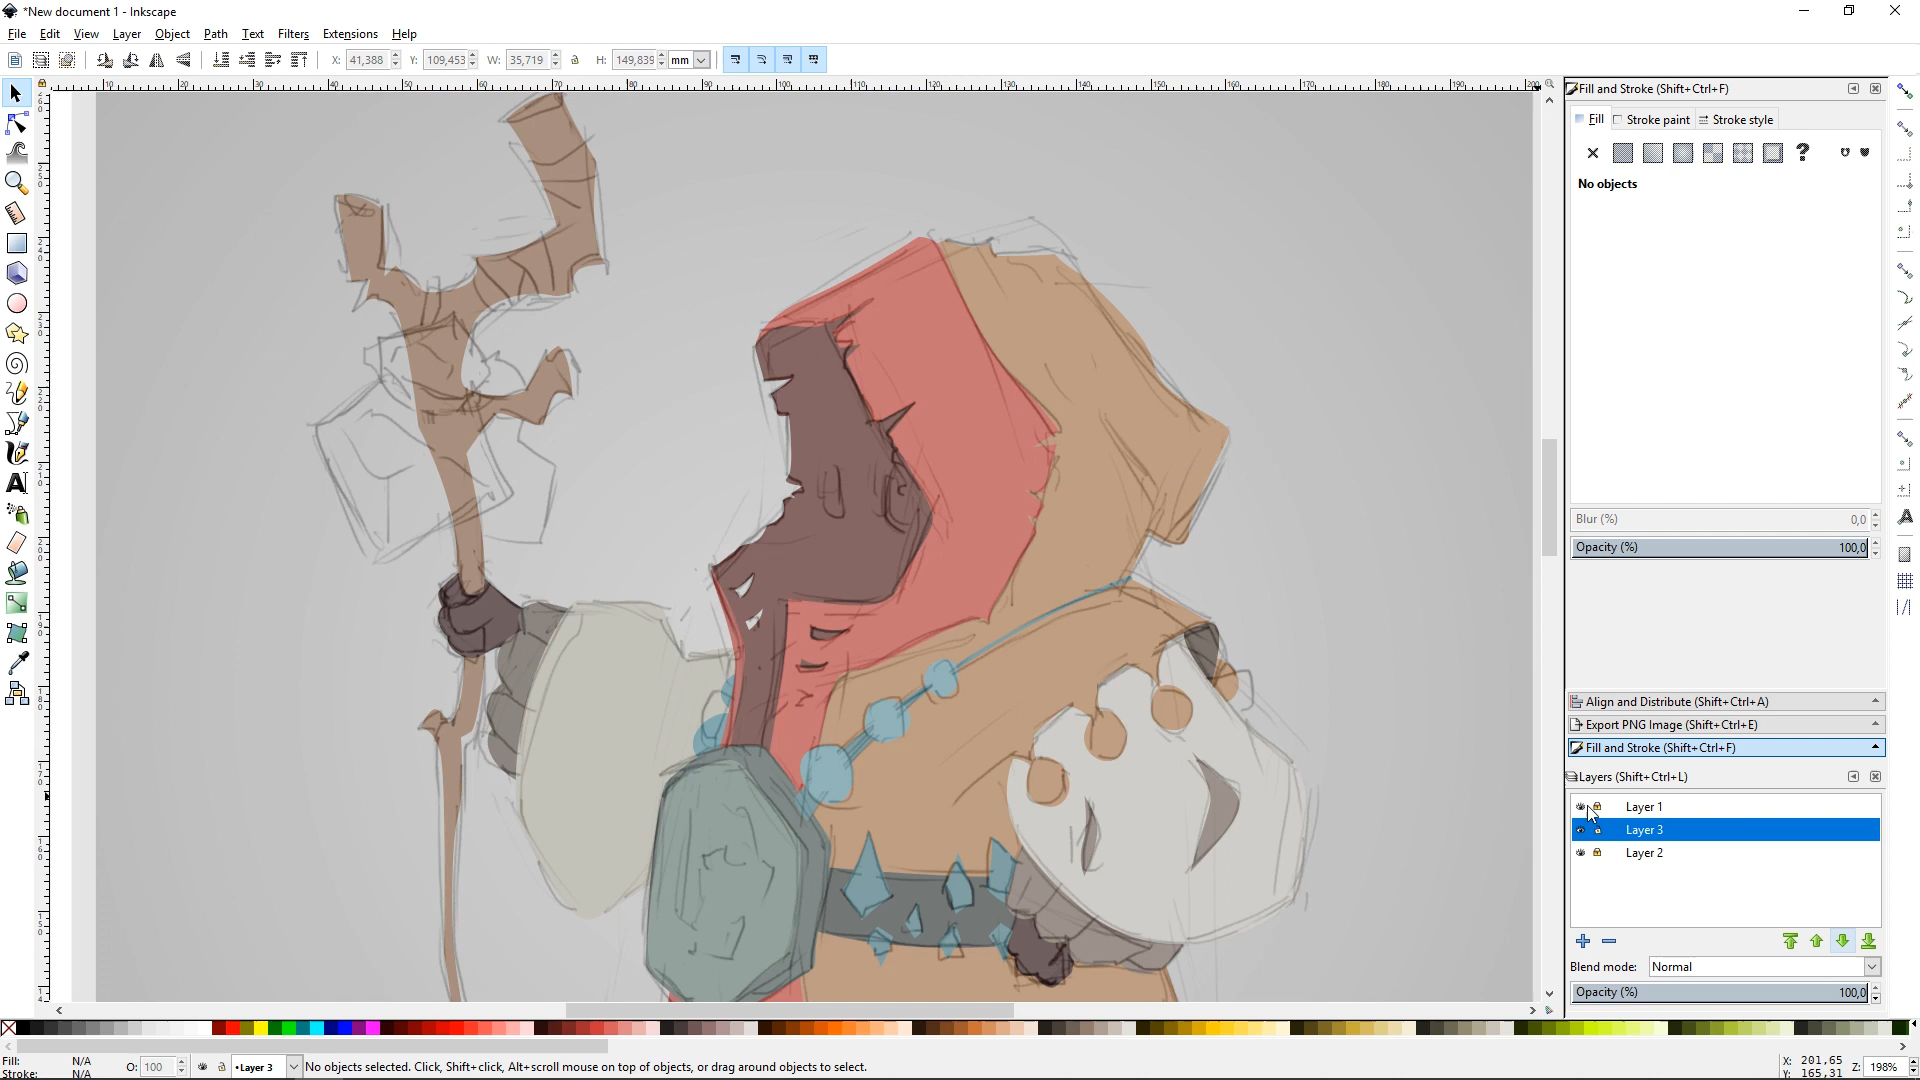 *New document 1 - Inkscape
File Edit View Layer Object Path Text Filters Extensions Help
X: 41,388 Y: 109,453 W: 35,719 H: 149,839 mm
Fill and Stroke (Shift+Ctrl+F)
Fill Stroke paint Stroke style
No objects
Blur (%) 0,0
Opacity (%) 100,0
Align and Distribute (Shift+Ctrl+A)
Export PNG Image (Shift+Ctrl+E)
Fill and Stroke (Shift+Ctrl+F)
Layers (Shift+Ctrl+L)
Layer 1
Layer 3
Layer 2
Blend mode: Normal
Opacity (%) 100,0
Fill: N/A
Stroke: N/A
O: 100
•Layer 3
No objects selected. Click, Shift+click, Alt+scroll mouse on top of objects, or drag around objects to select.
X: 201,65
Y: 165,31
Z: 198%